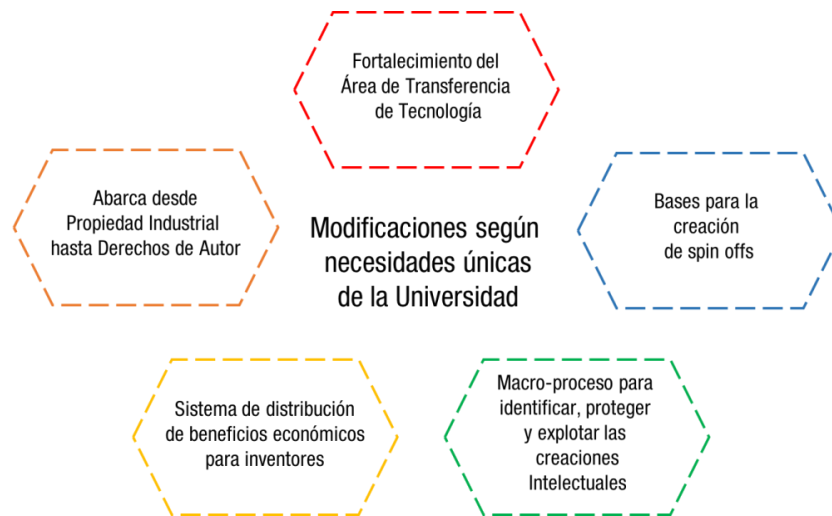 Fortalecimiento del
Área de Transferencia
de Tecnología
Abarca desde
Propiedad Industrial
hasta Derechos de Autor
Modificaciones según
necesidades únicas
de la Universidad
Bases para la
creación
de spin offs
Sistema de distribución
de beneficios económicos
para inventores
Macro-proceso para
identificar, proteger
y explotar las
creaciones
Intelectuales